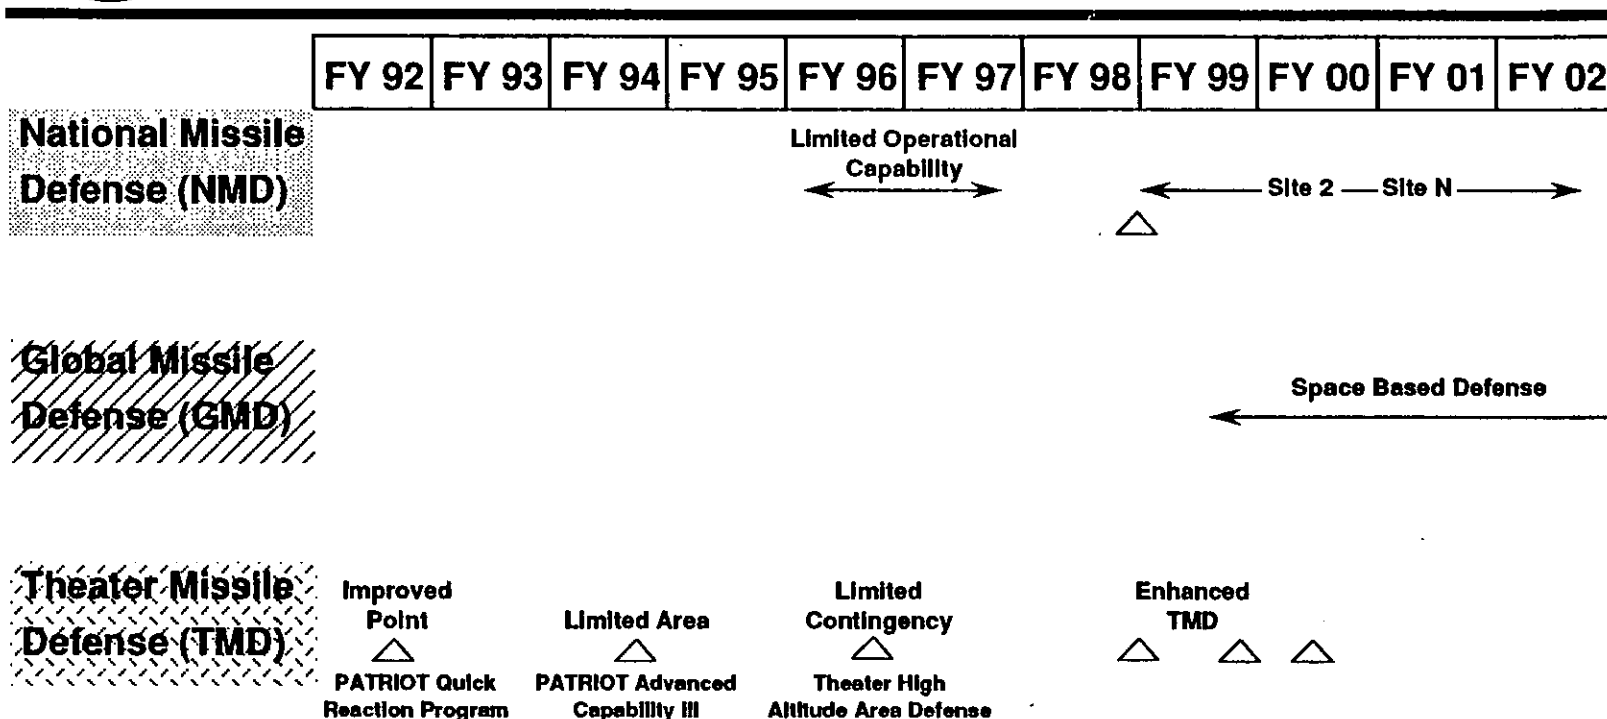 FY 92 FY 93 FY 94 FY 95 FY 96 FY 97 FY 98 FY 99 FY 00 FY 01 FY 02
National Missile
Defense (NMD)
Limited Operational
Capability
Site 2 — Site N
Global Missile
Defense (GMD)
Space Based Defense
Theater Missile
Defense (TMD)
Improved
Point
PATRIOT Quick
Reaction Program
Limited Area
PATRIOT Advanced
Capability III
Limited
Contingency
Theater High
Altitude Area Defense
Enhanced
TMD